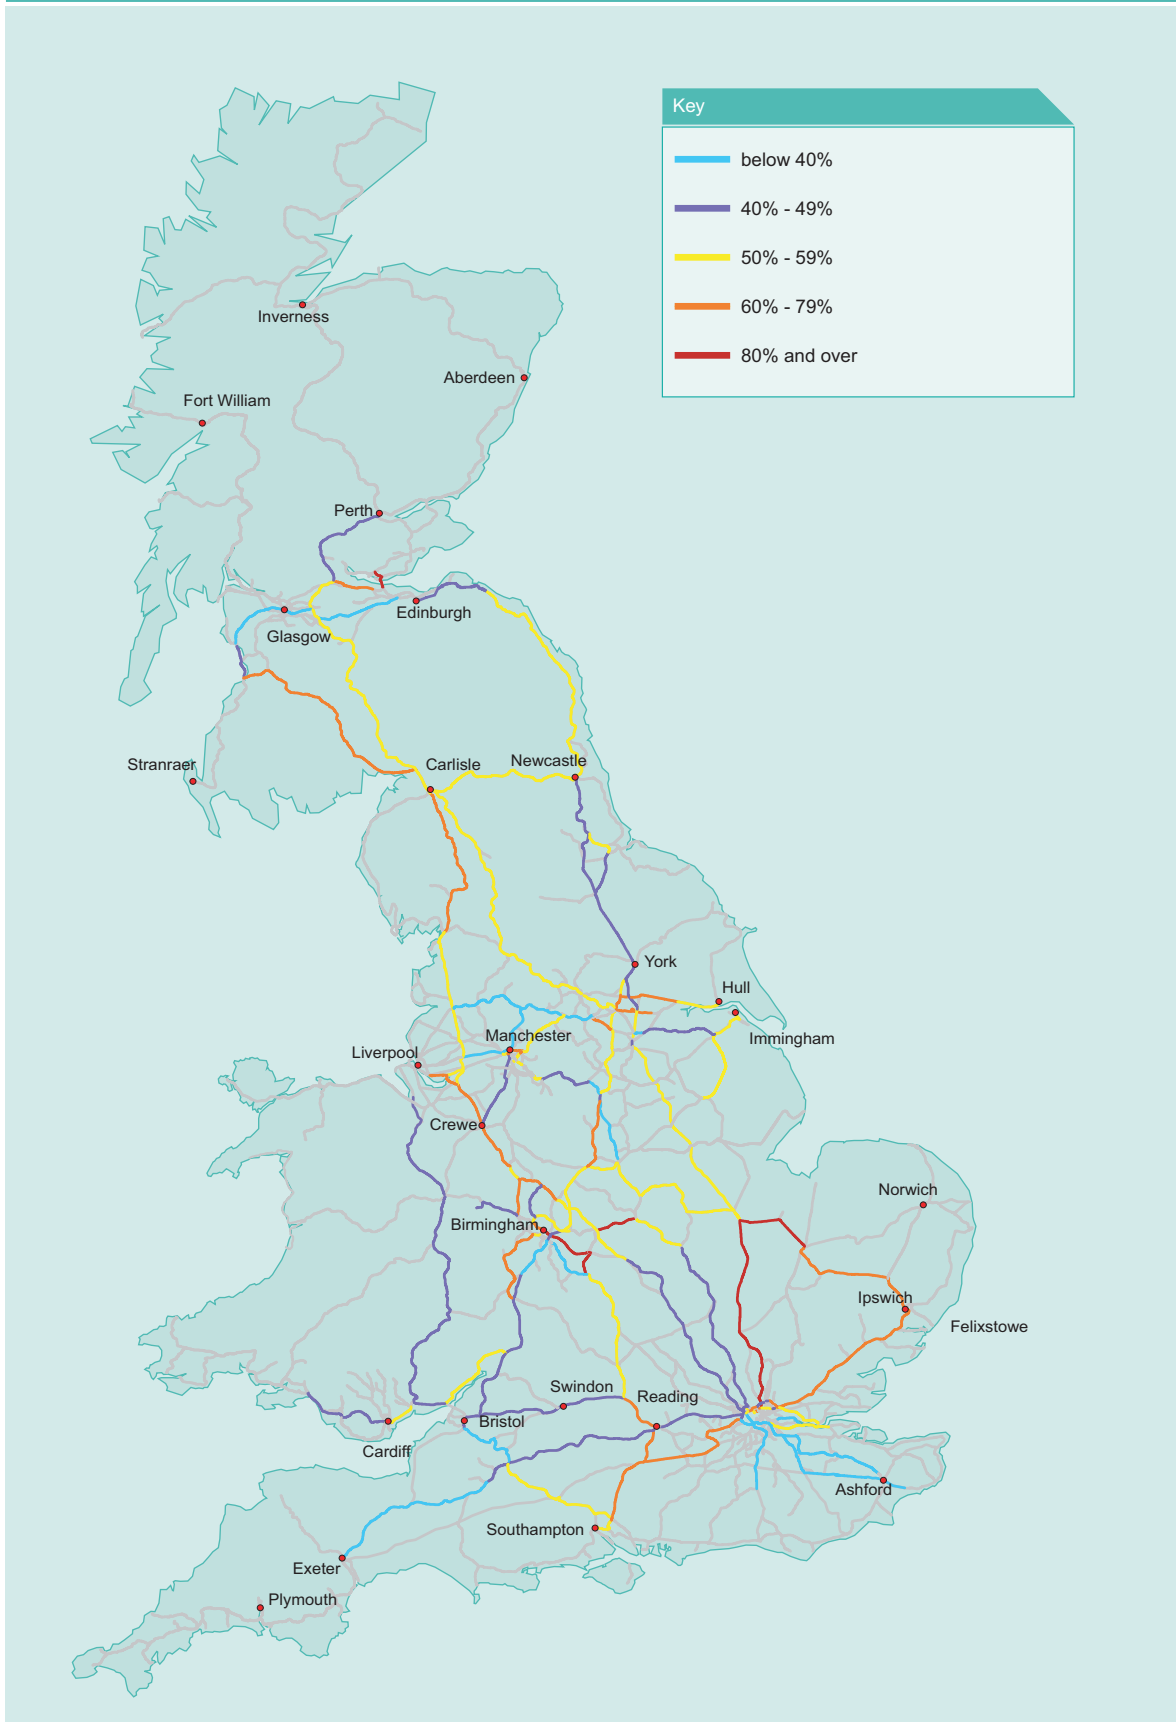 Key
below 40%
40% - 49%
50% - 59%
60% - 79%
80% and over
Inverness
Aberdeen
Fort William
Perth
Edinburgh
Glasgow
Stranraer
Carlisle
Newcastle
York
Hull
Immingham
Manchester
Liverpool
Crewe
Norwich
Birmingham
Ipswich
Felixstowe
Swindon
Reading
Bristol
Cardiff
Ashford
Southampton
Exeter
Plymouth